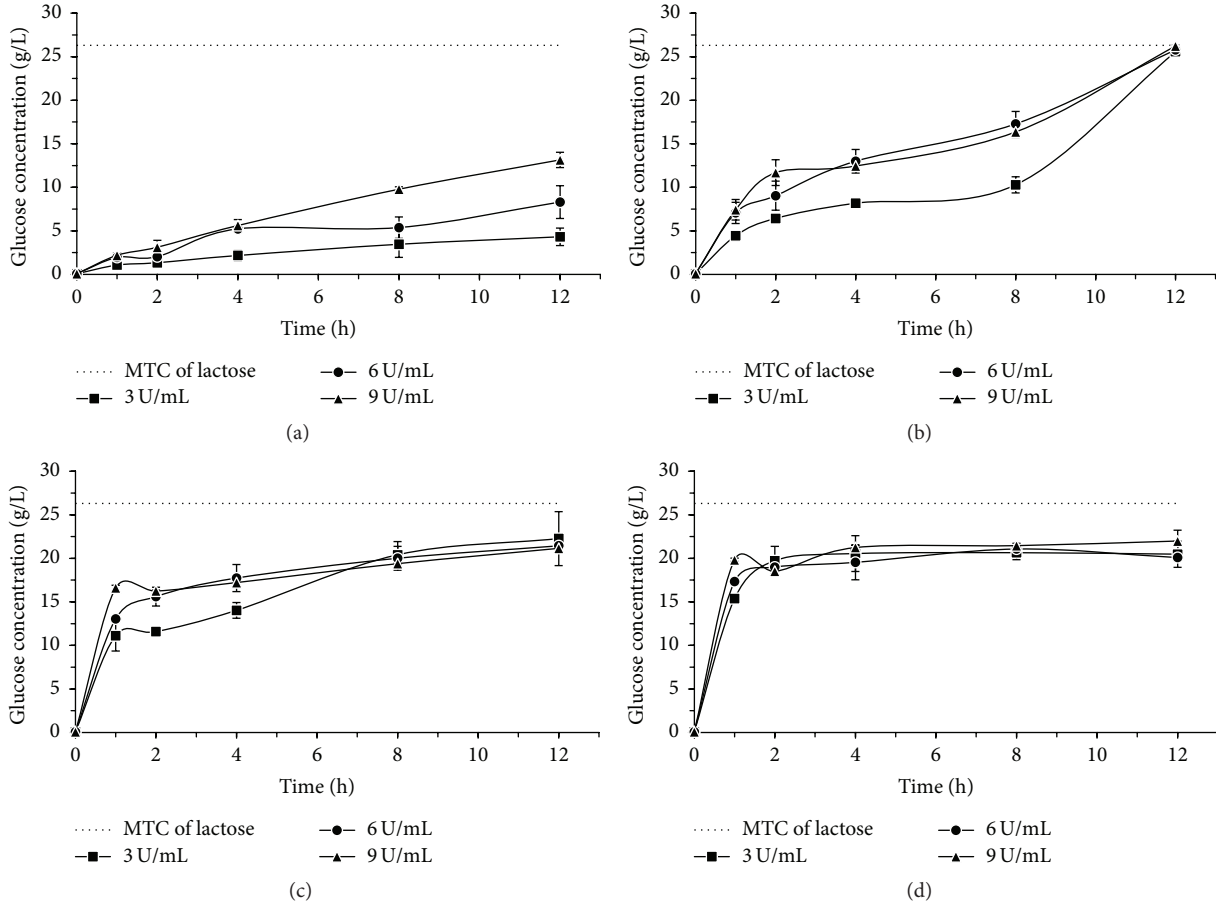 30
25
20
15
10
5
0
Glucose concentration (g/L)
0 2 4 6 8 10 12
Time (h)
MTC of lactose
3 U/mL
6 U/mL
9 U/mL
(a)
30
25
20
15
10
5
0
Glucose concentration (g/L)
0 2 4 6 8 10 12
Time (h)
MTC of lactose
3 U/mL
6 U/mL
9 U/mL
(b)
30
25
20
15
10
5
0
Glucose concentration (g/L)
0 2 4 6 8 10 12
Time (h)
MTC of lactose
3 U/mL
6 U/mL
9 U/mL
(c)
30
25
20
15
10
5
0
Glucose concentration (g/L)
0 2 4 6 8 10 12
Time (h)
MTC of lactose
3 U/mL
6 U/mL
9 U/mL
(d)